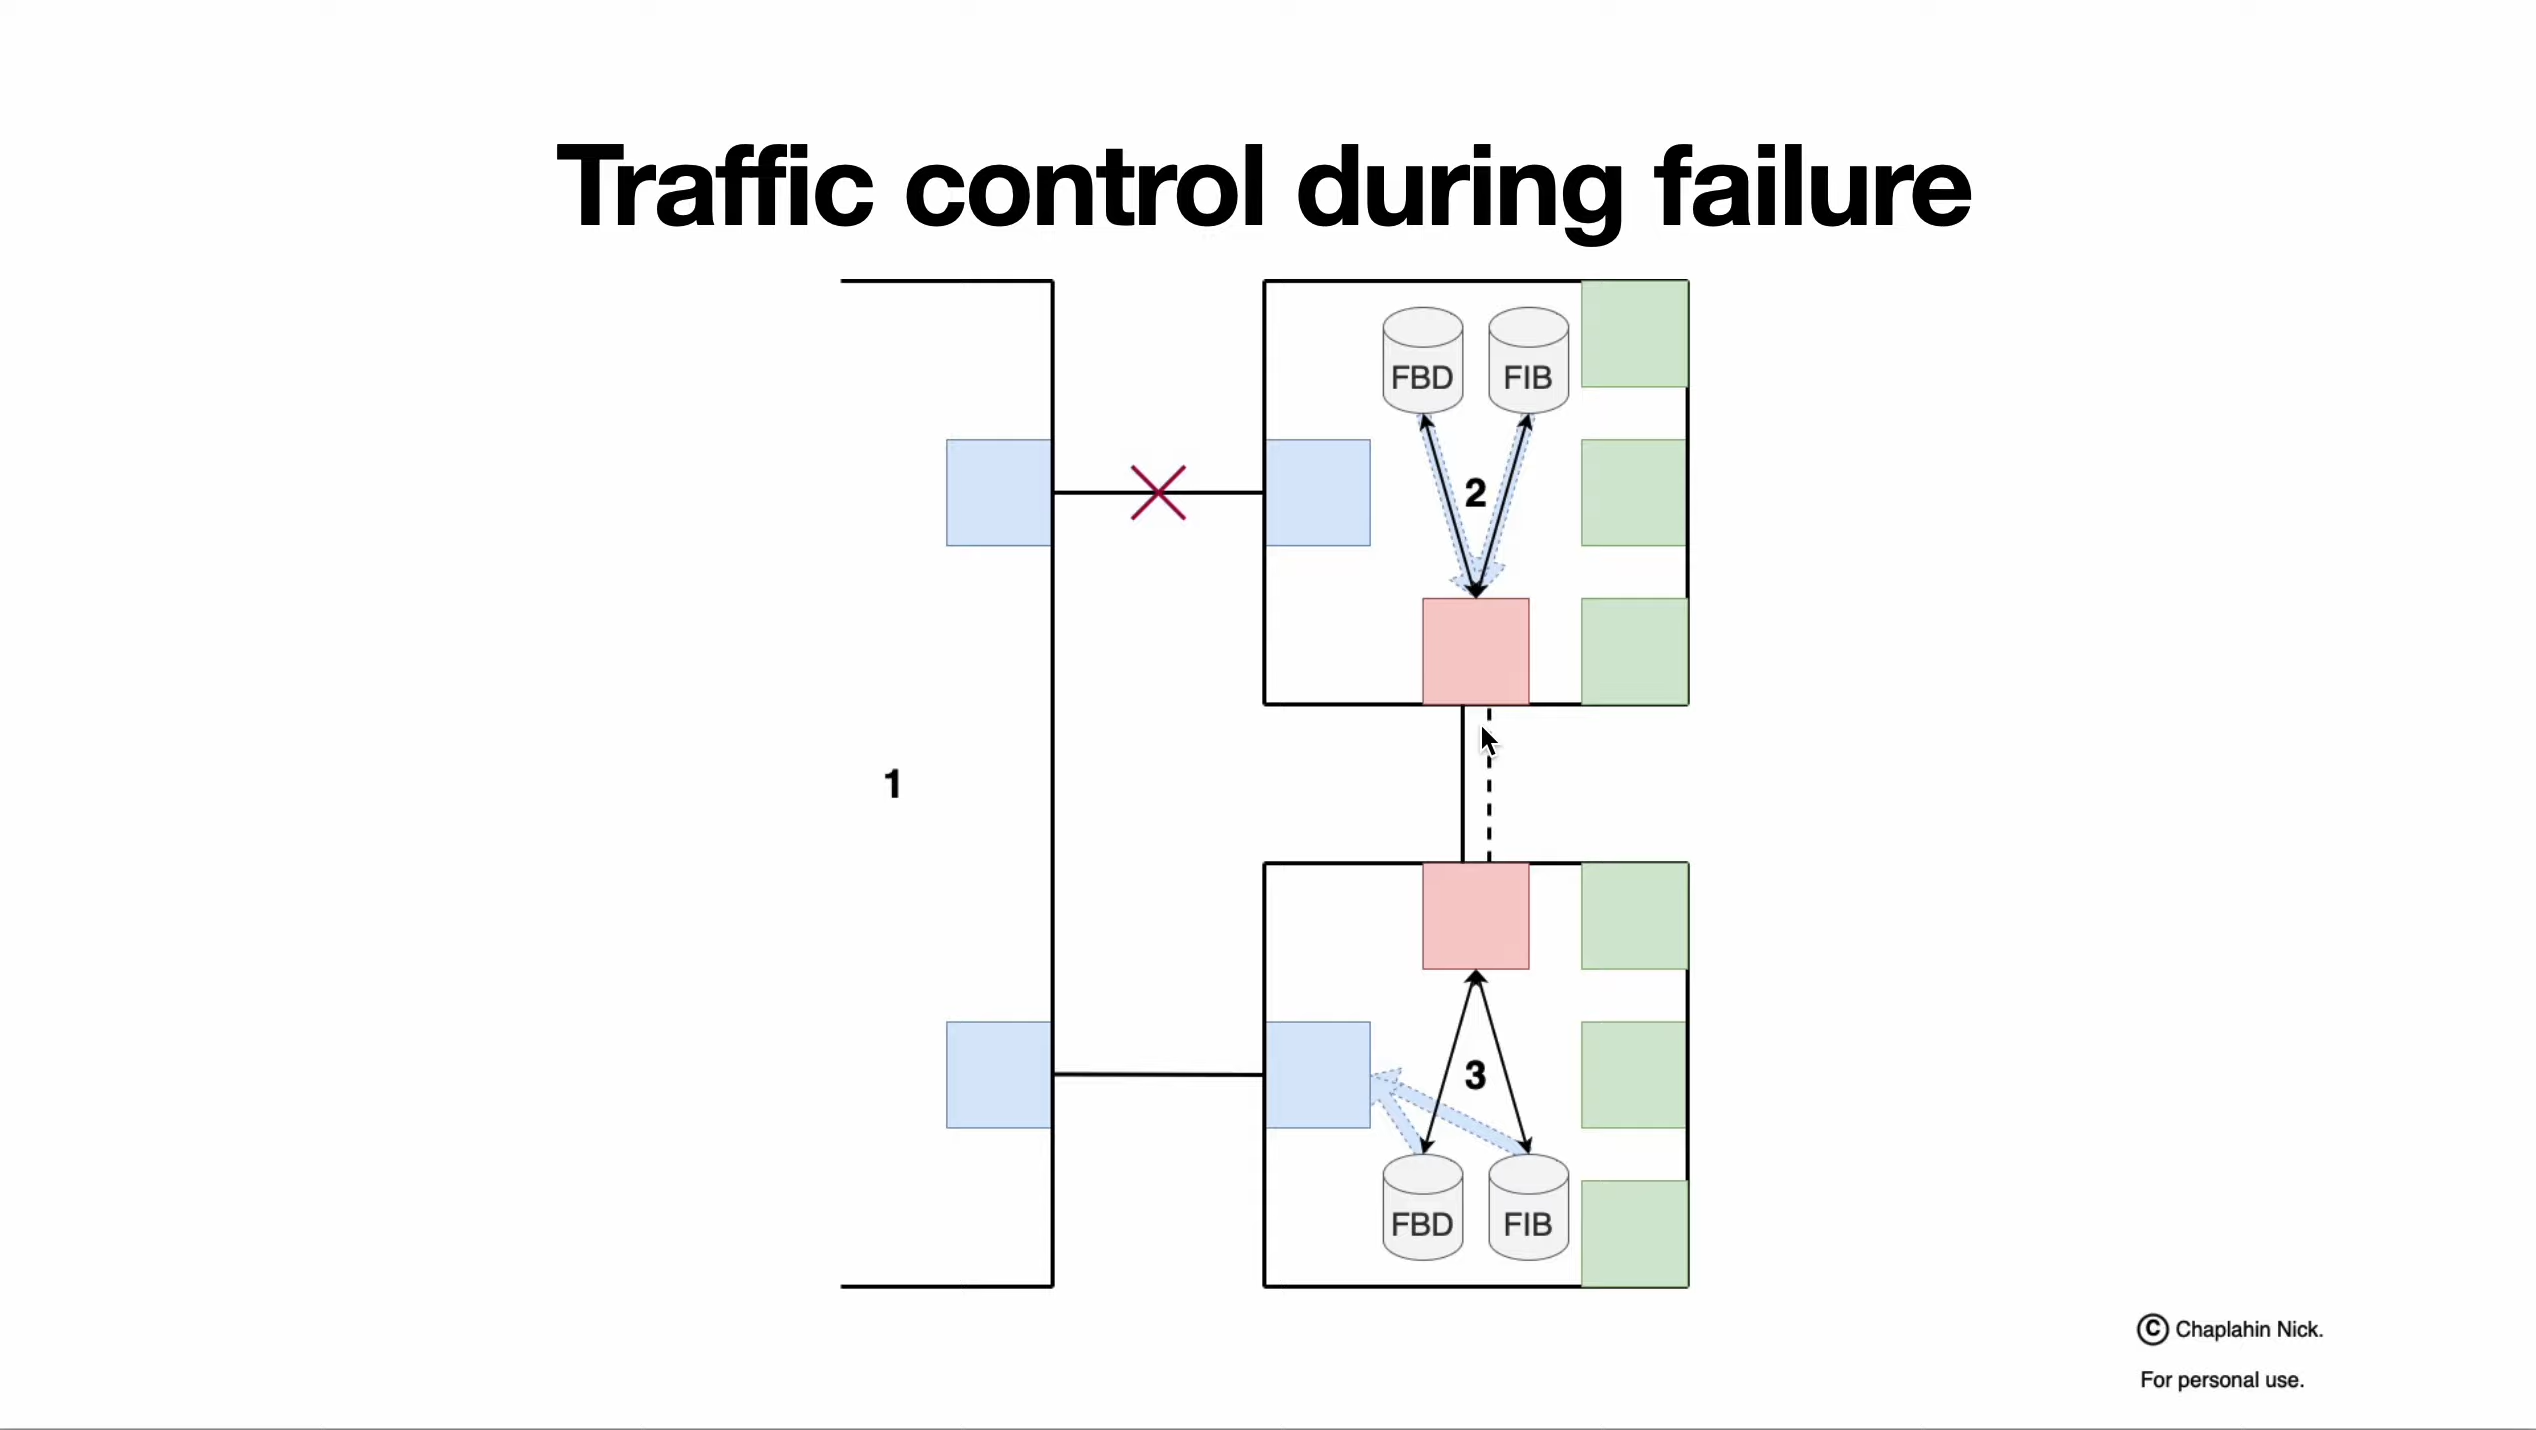 Traffic control during failure
FBD FIB
2
1
3
FBD FIB
© Chaplahin Nick.
For personal use.